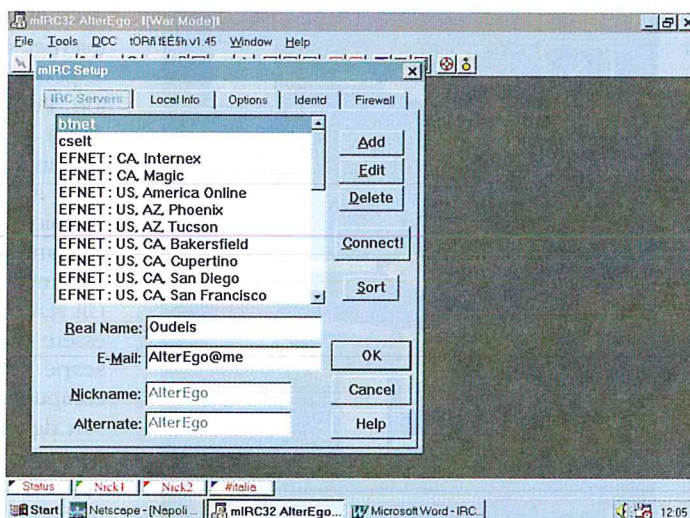 mIRC32 AlterEgo.. ‖[War Mode]‖
File Tools DCC tORñ fEÉSh v1.45 Window Help
mIRC Setup
IRC Servers Local Info Options Identd Firewall
btnet
cselt
EFNET : CA, Internex
EFNET : CA, Magic
EFNET : US, America Online
EFNET : US, AZ, Phoenix
EFNET : US, AZ, Tucson
EFNET : US, CA, Bakersfield
EFNET : US, CA, Cupertino
EFNET : US, CA, San Diego
EFNET : US, CA, San Francisco
Add
Edit
Delete
Connect!
Sort
Real Name: Oudels
E-Mail: AlterEgo@me
Nickname: AlterEgo
Alternate: AlterEgo
OK
Cancel
Help
Status Nick1 Nick2 #italia
Start Netscape - [Napoli ... mIRC32 AlterEgo... Microsoft Word - IRC... 12:05